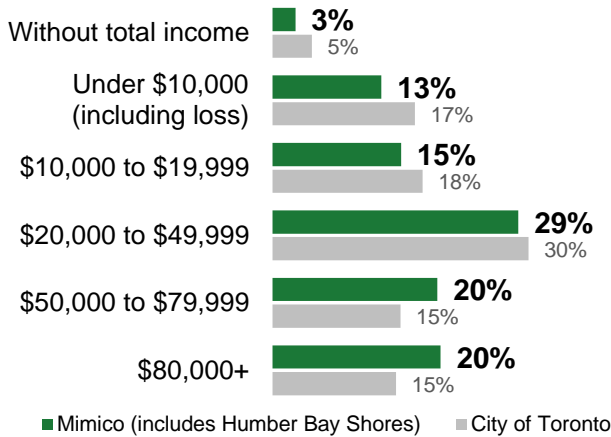 Without total income
3%
5%
Under $10,000
(including loss)
13%
17%
$10,000 to $19,999
15%
18%
$20,000 to $49,999
29%
30%
$50,000 to $79,999
20%
15%
$80,000+
20%
15%
Mimico (includes Humber Bay Shores) City of Toronto